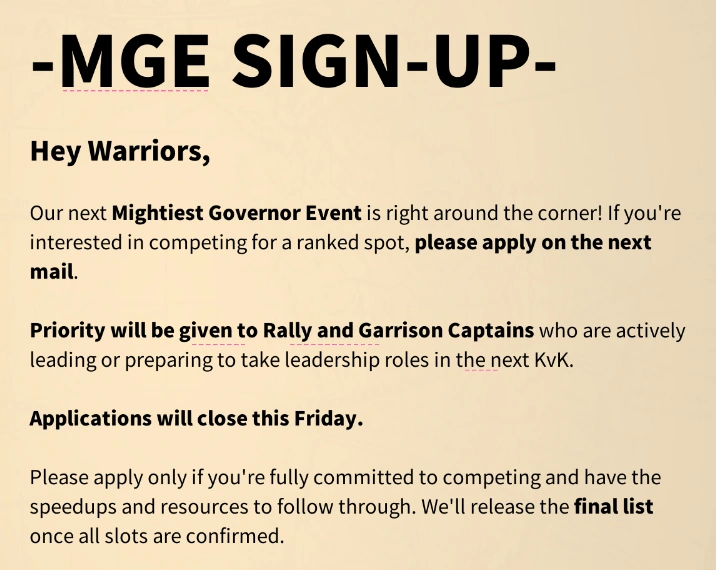 -MGE SIGN-UP-
Hey Warriors,
Our next Mightiest Governor Event is right around the corner! If you're
interested in competing for a ranked spot, please apply on the next
mail.
Priority will be given to Rally and Garrison Captains who are actively
leading or preparing to take leadership roles in the next KvK.
Applications will close this Friday.
Please apply only if you're fully committed to competing and have the
speedups and resources to follow through. We'll release the final list
once all slots are confirmed.